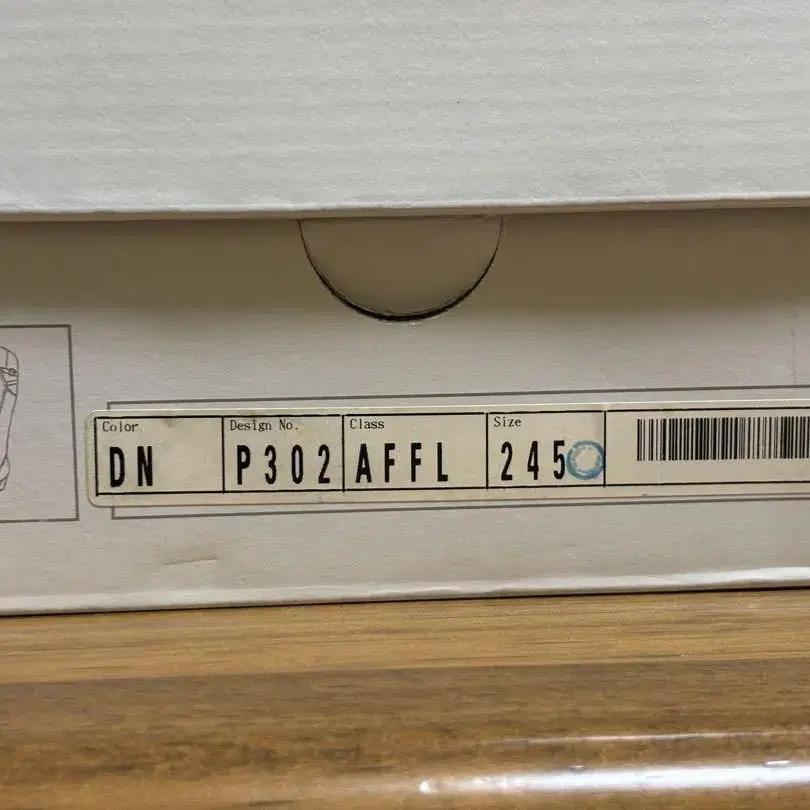 Color Design No. Class Size
DN P302 AFFL 245